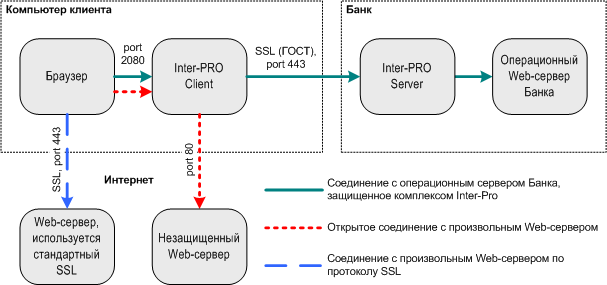 Компьютер клиента
Банк
Браузер
port
2080
Inter-PRO
Client
SSL (ГОСТ),
port 443
Inter-PRO
Server
Операционный
Web-сервер
Банка
SSL, port 443
port 80
Интернет
Web-сервер,
используется
стандартный
SSL
Незащищенный
Web-сервер
Соединение с операционным сервером Банка,
защищенное комплексом Inter-Pro
Открытое соединение с произвольным Web-сервером
Соединение с произвольным Web-сервером по
протоколу SSL